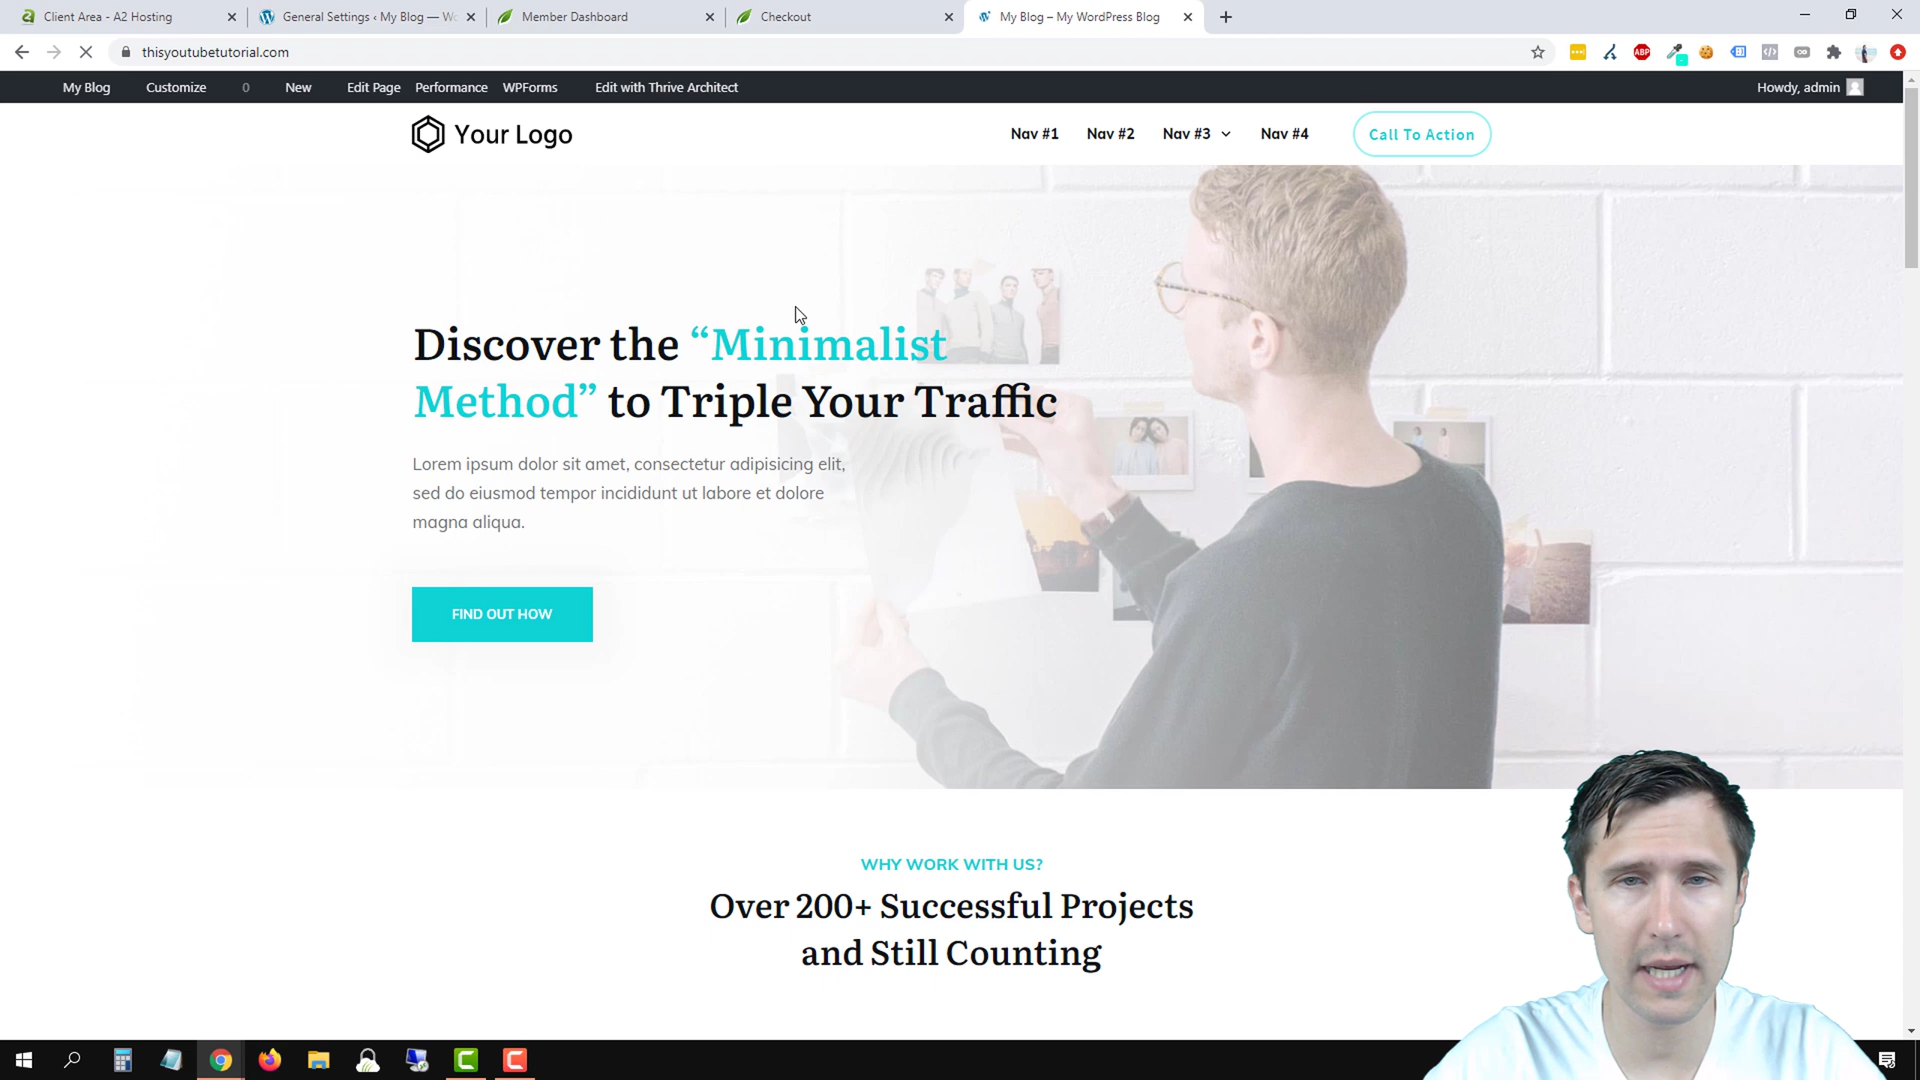 Client Area - A2 Hosting
General Settings ‹ My Blog — Wo
Member Dashboard
Checkout
My Blog – My WordPress Blog
thisyoutubetutorial.com
ABP
My Blog
Customize
0
New
Edit Page
Performance
WPForms
Edit with Thrive Architect
Howdy, admin
Your Logo
Nav #1
Nav #2
Nav #3
Nav #4
Call To Action
Discover the “Minimalist
Method” to Triple Your Traffic
Lorem ipsum dolor sit amet, consectetur adipisicing elit,
sed do eiusmod tempor incididunt ut labore et dolore
magna aliqua.
FIND OUT HOW
WHY WORK WITH US?
Over 200+ Successful Projects
and Still Counting